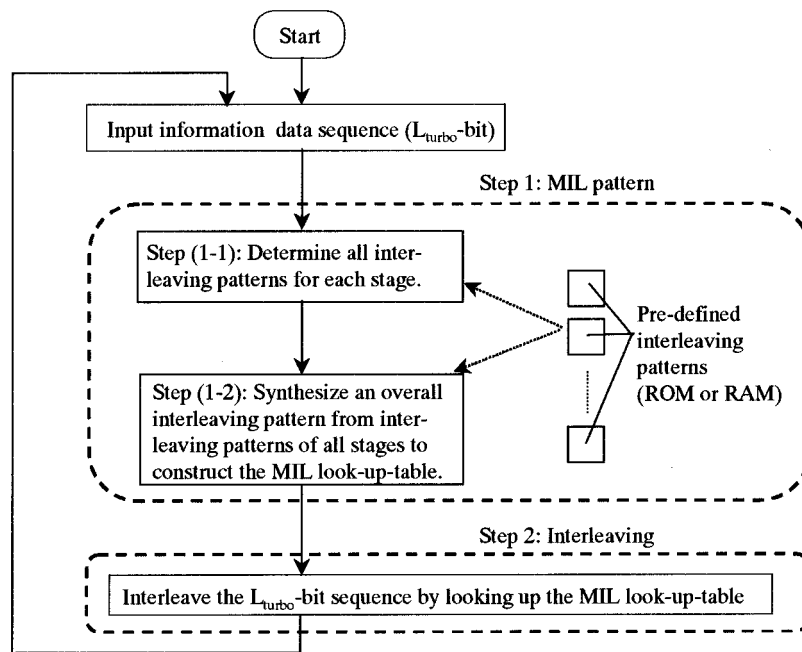 Start
Input information data sequence (Lturbo-bit)
Step 1: MIL pattern
Step (1-1): Determine all inter-
leaving patterns for each stage.
Pre-defined
interleaving
patterns
(ROM or RAM)
Step (1-2): Synthesize an overall
interleaving pattern from inter-
leaving patterns of all stages to
construct the MIL look-up-table.
Step 2: Interleaving
Interleave the Lturbo-bit sequence by looking up the MIL look-up-table